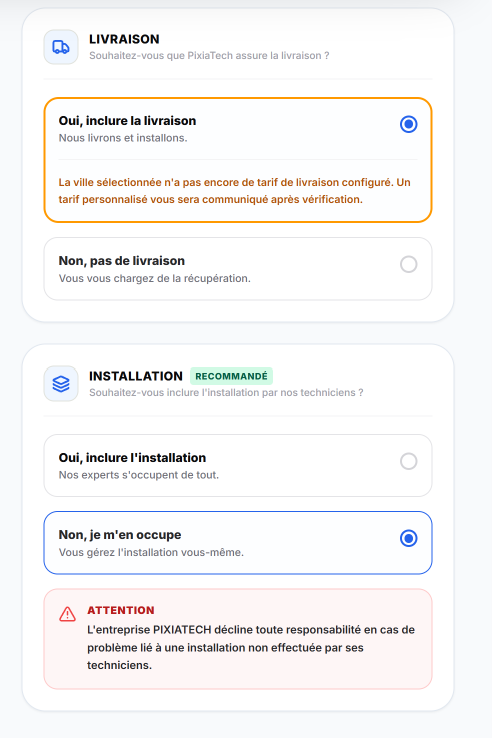 LIVRAISON
Souhaitez-vous que PixiaTech assure la livraison ?
Oui, inclure la livraison
Nous livrons et installons.
La ville sélectionnée n'a pas encore de tarif de livraison configuré. Un
tarif personnalisé vous sera communiqué après vérification.
Non, pas de livraison
Vous vous chargez de la récupération.
INSTALLATION RECOMMANDÉ
Souhaitez-vous inclure l'installation par nos techniciens ?
Oui, inclure l'installation
Nos experts s'occupent de tout.
Non, je m'en occupe
Vous gérez l'installation vous-même.
ATTENTION
L'entreprise PIXIATECH décline toute responsabilité en cas de
problème lié à une installation non effectuée par ses
techniciens.